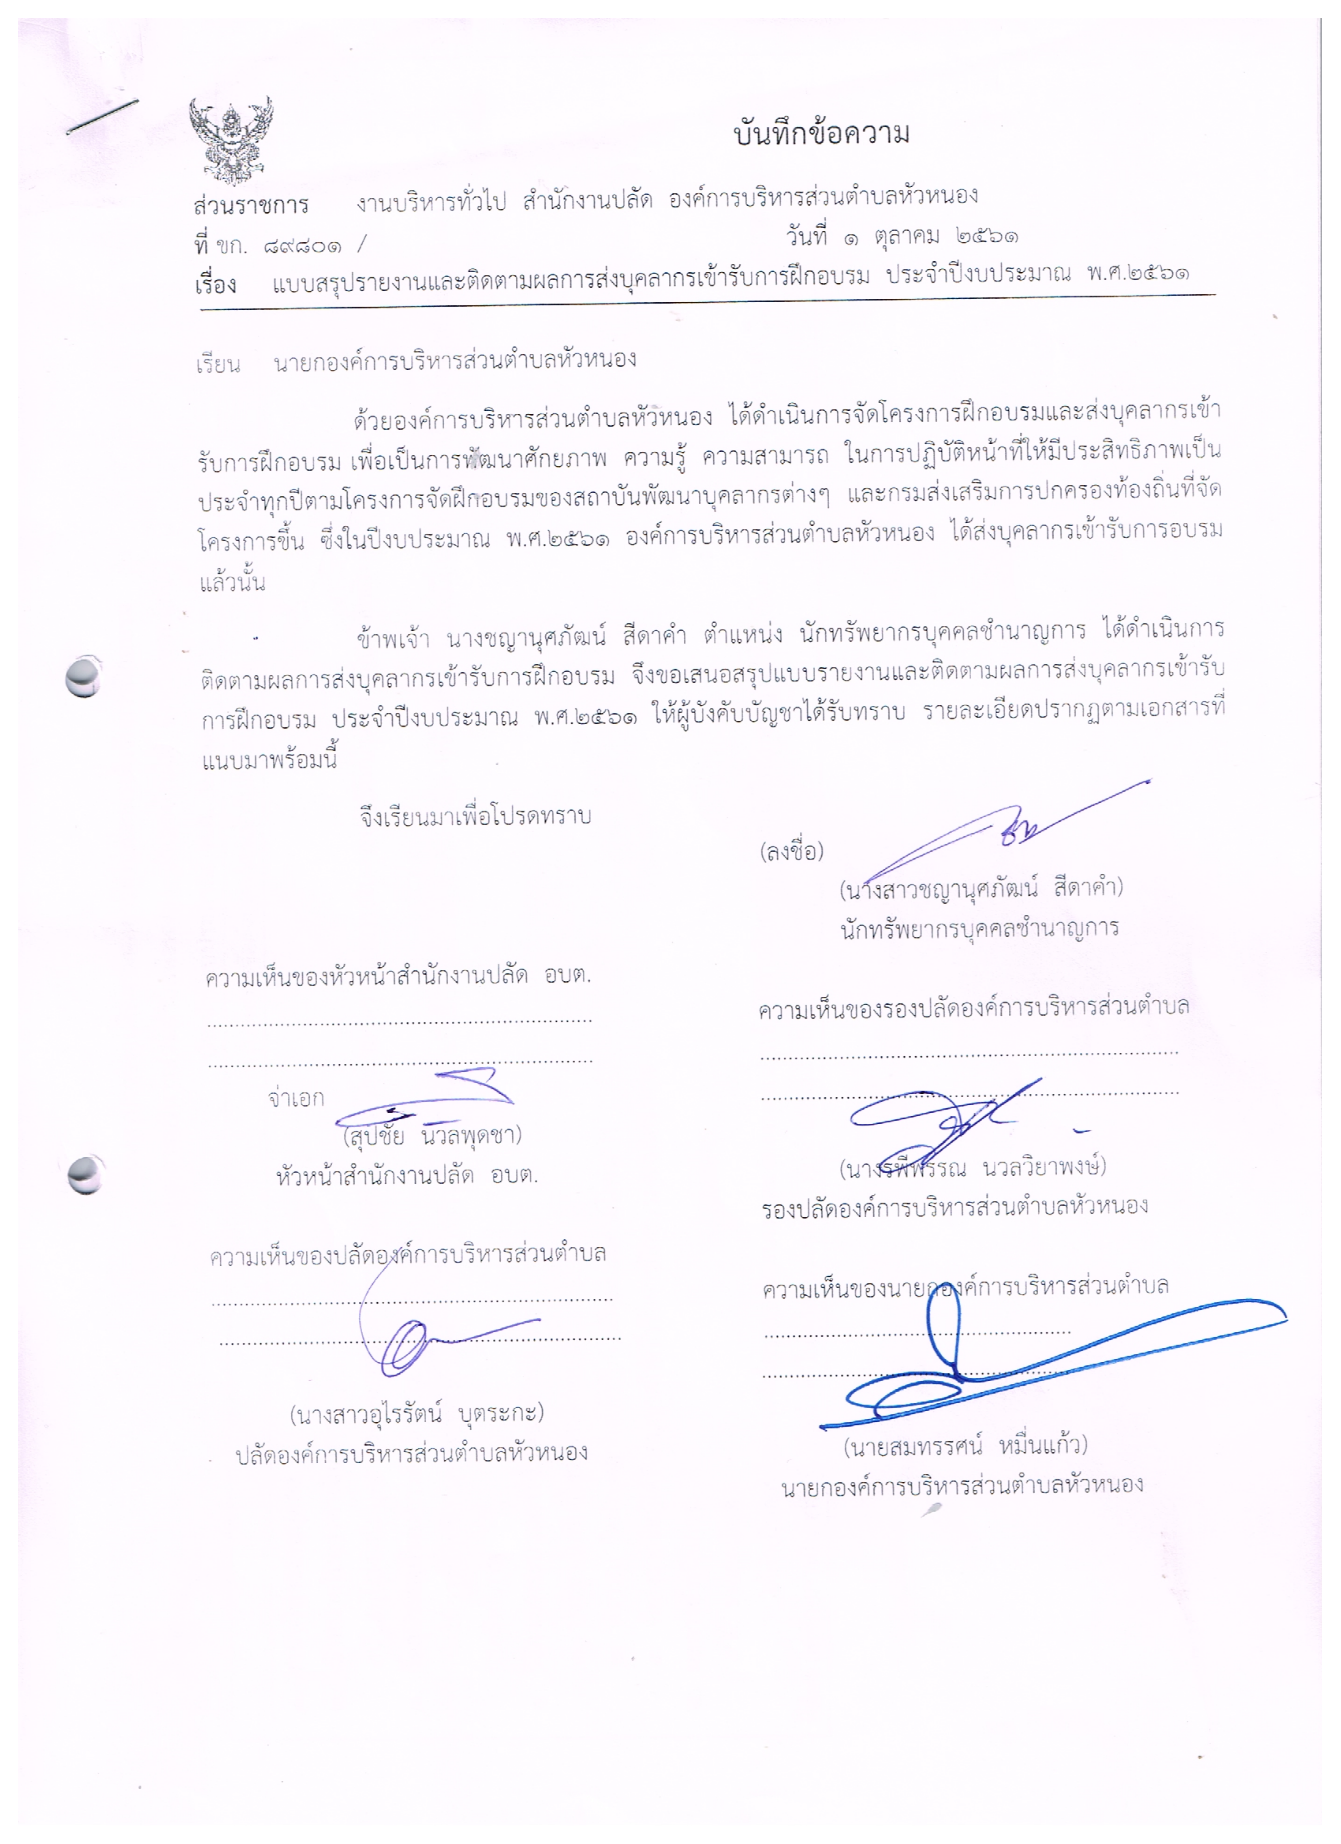 บันทึกข้อความ
ส่วนราชการ งานบริหารทั่วไป สำนักงานปลัด องค์การบริหารส่วนตำบลหัวหนอง
ที่ ขก. ๘๙๘๐๑ / วันที่ ๑ ตุลาคม ๒๕๖๑
เรื่อง แบบสรุปรายงานและติดตามผลการส่งบุคลากรเข้ารับการฝึกอบรม ประจำปีงบประมาณ พ.ศ.๒๕๖๑
เรียน นายกองค์การบริหารส่วนตำบลหัวหนอง
ด้วยองค์การบริหารส่วนตำบลหัวหนอง ได้ดำเนินการจัดโครงการฝึกอบรมและส่งบุคลากรเข้า
รับการฝึกอบรม เพื่อเป็นการพัฒนาศักยภาพ ความรู้ ความสามารถ ในการปฏิบัติหน้าที่ให้มีประสิทธิภาพเป็น
ประจำทุกปีตามโครงการจัดฝึกอบรมของสถาบันพัฒนาบุคลากรต่างๆ และกรมส่งเสริมการปกครองท้องถิ่นที่จัด
โครงการขึ้น ซึ่งในปีงบประมาณ พ.ศ.๒๕๖๑ องค์การบริหารส่วนตำบลหัวหนอง ได้ส่งบุคลากรเข้ารับการอบรม
แล้วนั้น
ข้าพเจ้า นางชญานุศภัฒน์ สีดาคำ ตำแหน่ง นักทรัพยากรบุคคลชำนาญการ ได้ดำเนินการ
ติดตามผลการส่งบุคลากรเข้ารับการฝึกอบรม จึงขอเสนอสรุปแบบรายงานและติดตามผลการส่งบุคลากรเข้ารับ
การฝึกอบรม ประจำปีงบประมาณ พ.ศ.๒๕๖๑ ให้ผู้บังคับบัญชาได้รับทราบ รายละเอียดปรากฏตามเอกสารที่
แนบมาพร้อมนี้
จึงเรียนมาเพื่อโปรดทราบ
(ลงชื่อ)
(นางสาวชญานุศภัฒน์ สีดาคำ)
นักทรัพยากรบุคคลชำนาญการ
ความเห็นของหัวหน้าสำนักงานปลัด อบต.
จ่าเอก
(สุปชัย นวลพุดซา)
หัวหน้าสำนักงานปลัด อบต.
ความเห็นของรองปลัดองค์การบริหารส่วนตำบล
(นางรพีพรรณ นวลวิยาพงษ์)
รองปลัดองค์การบริหารส่วนตำบลหัวหนอง
ความเห็นของปลัดองค์การบริหารส่วนตำบล
(นางสาวอุไรรัตน์ บุตระกะ)
ปลัดองค์การบริหารส่วนตำบลหัวหนอง
ความเห็นของนายกองค์การบริหารส่วนตำบล
(นายสมทรรศน์ หมื่นแก้ว)
นายกองค์การบริหารส่วนตำบลหัวหนอง